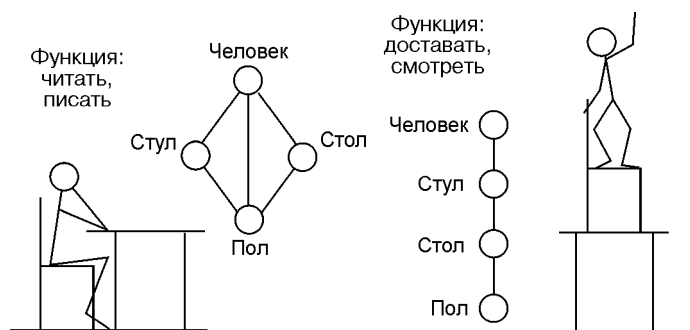 Функция:
читать,
писать
Человек
Стул
Стол
Пол
Функция:
доставать,
смотреть
Человек
Стул
Стол
Пол